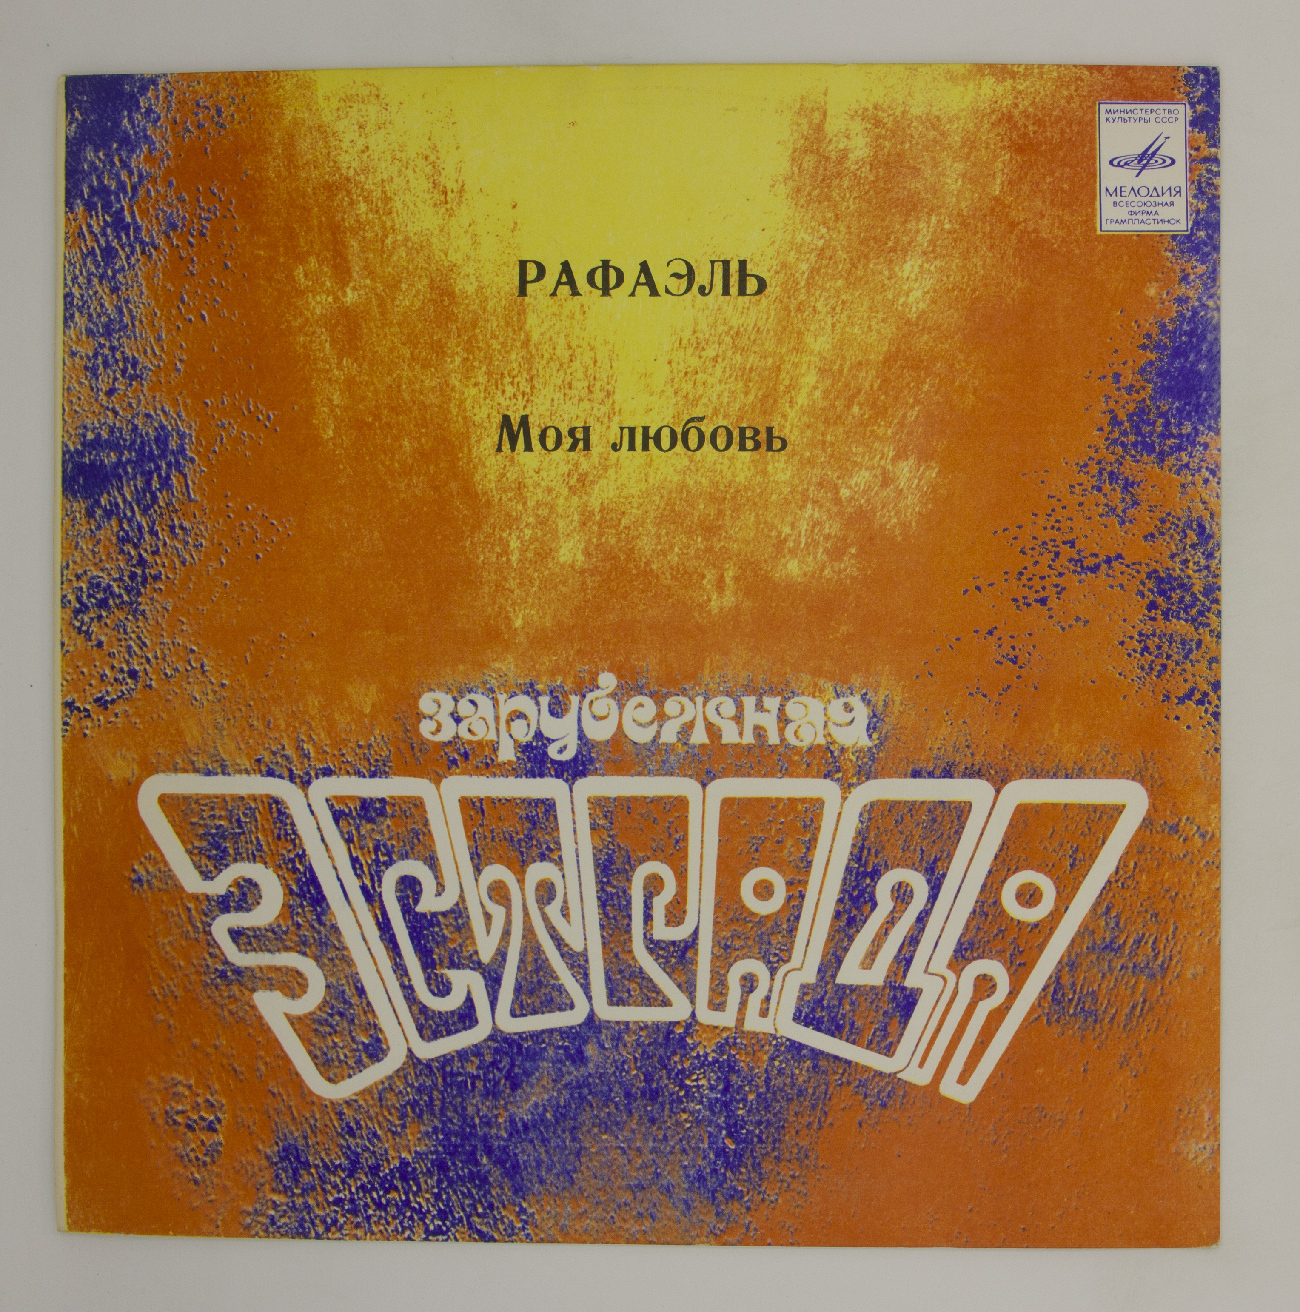 МИНИСТЕРСТВО
КУЛЬТУРЫ СССР
МЕЛОДИЯ
ВСЕСОЮЗНАЯ
ФИРМА
ГРАМПЛАСТИНОК
РАФАЭЛЬ
Моя любовь
зарубежная
ЭСТРАДА